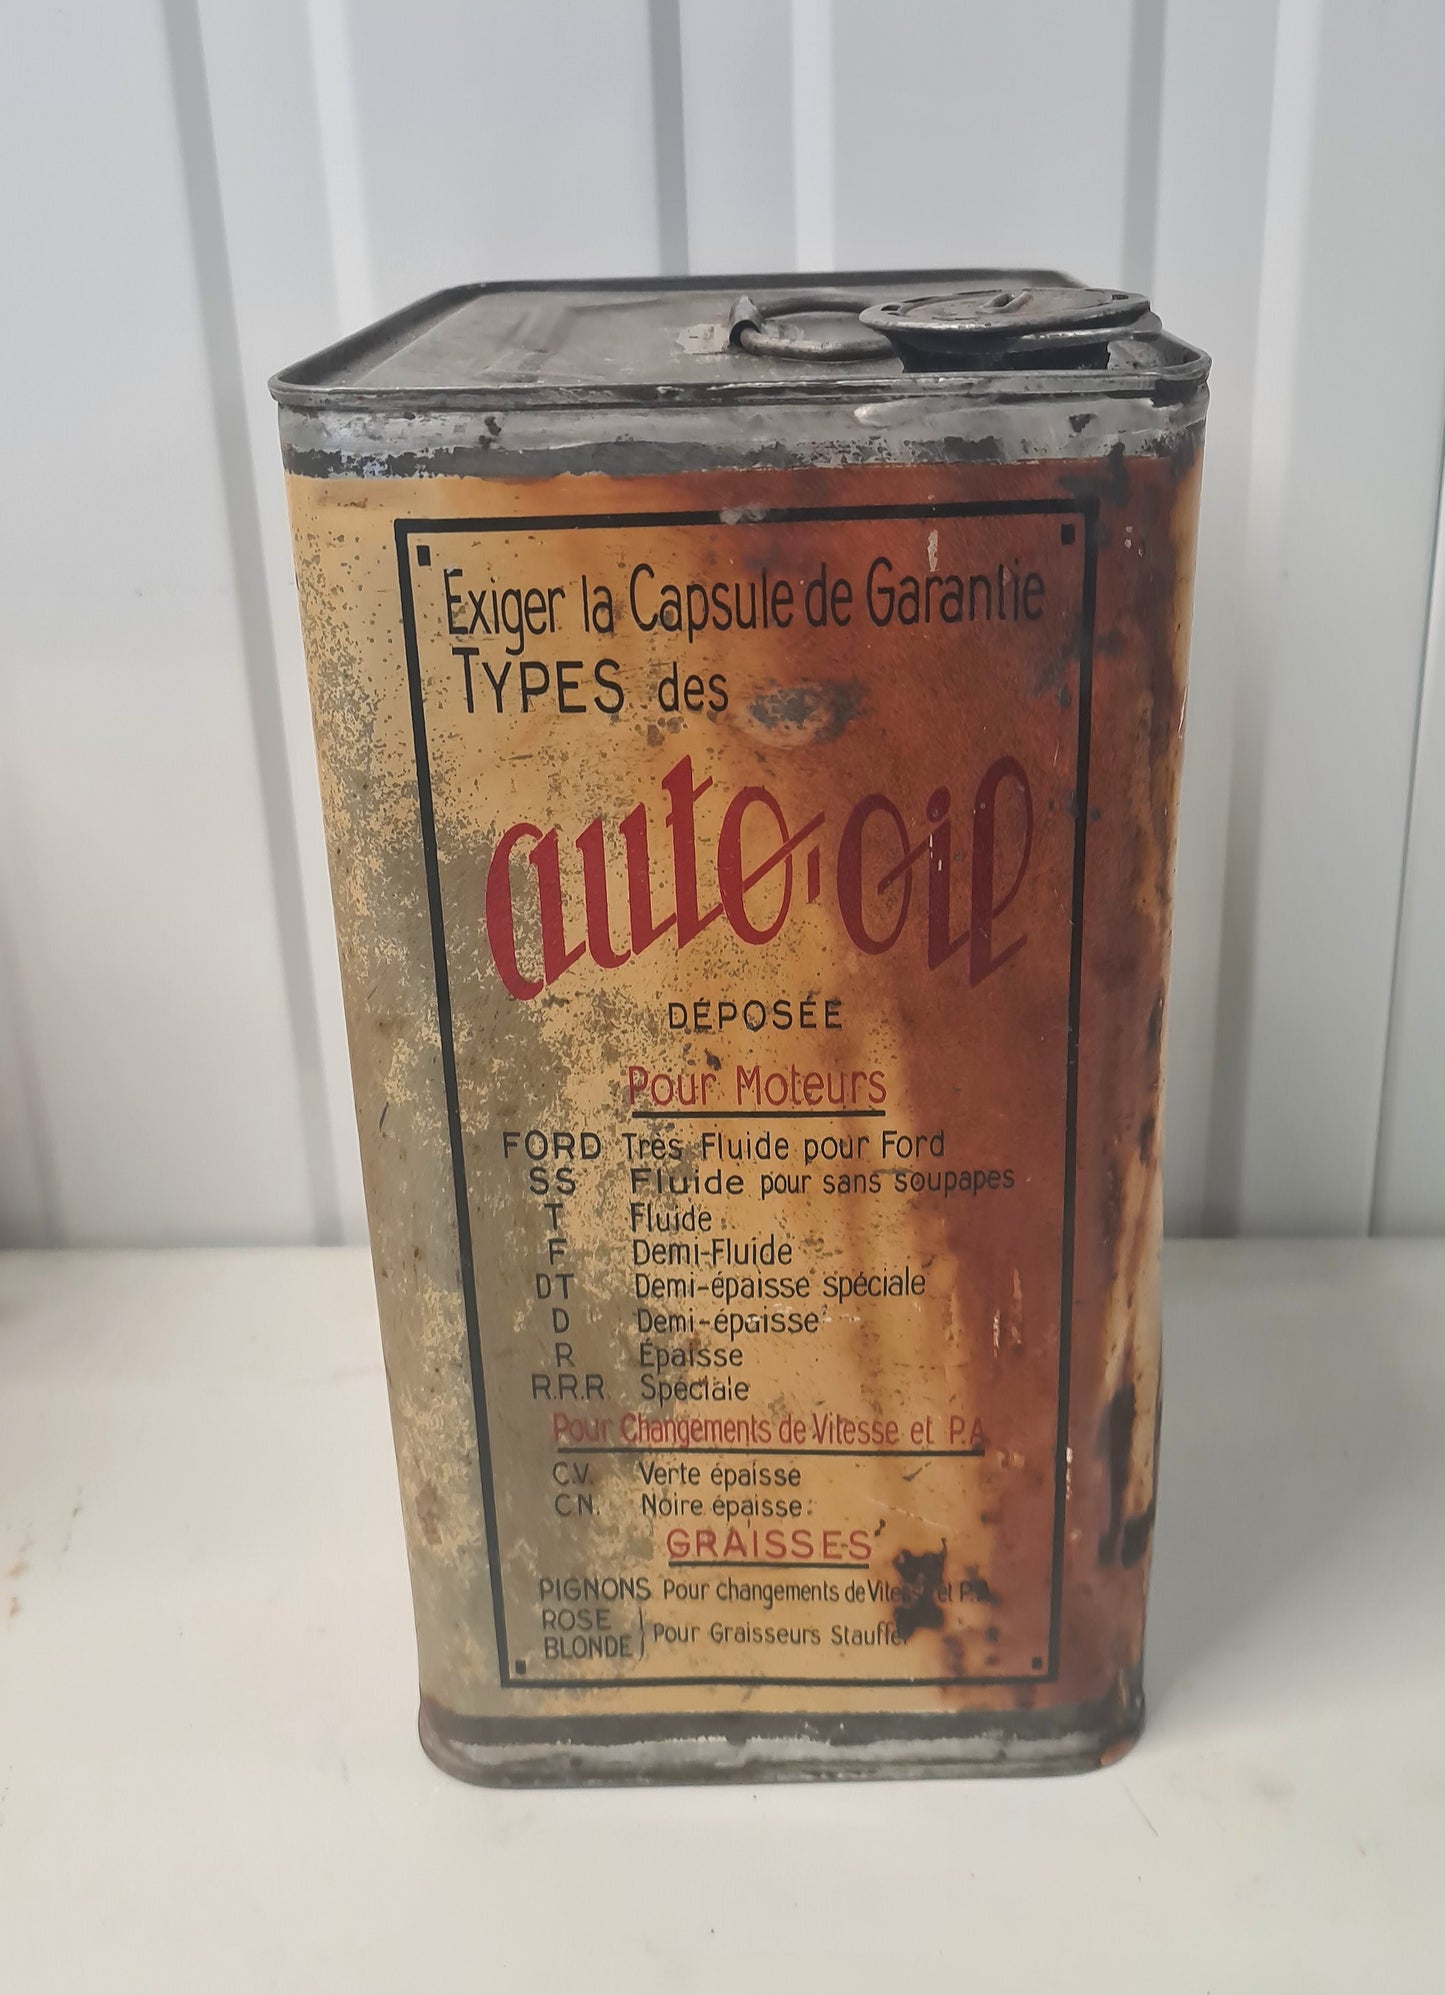 Exiger la Capsule de Garantie
TYPES des
auto-oil
DÉPOSÉE
Pour Moteurs
FORD Très Fluide pour Ford
SS Fluide pour sans soupapes
T Fluide
F Demi-Fluide
DT Demi-épaisse spéciale
D Demi-épaisse
R Épaisse
R.R.R Spéciale
Pour Changements de Vitesse et P.A
C.V. Verte épaisse
C N. Noire épaisse
GRAISSES
PIGNONS Pour changements de et
ROSE
BLONDE } Pour Graisseurs